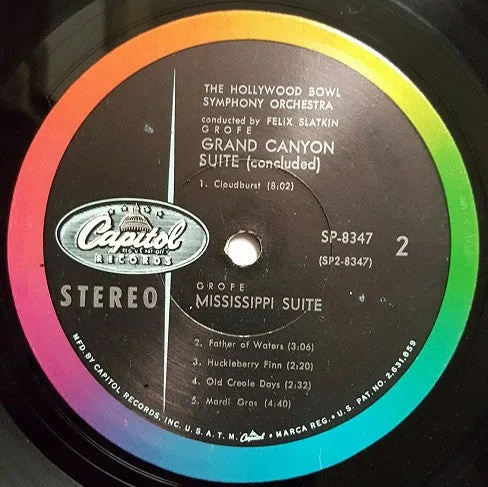 THE HOLLYWOOD BOWL
SYMPHONY ORCHESTRA
conducted by FELIX SLATKIN
GROFE
GRAND CANYON
SUITE (concluded)
1. Cloudburst (8:02)
SP-8347 2
(SP2-8347)
Capitol
RECORDS
STEREO
GROFE
MISSISSIPPI SUITE
2. Father of Waters (3:06)
3. Huckleberry Finn (2:20)
4. Old Creole Days (2:32)
5. Mardi Gras (4:40)
MFD. BY CAPITOL RECORDS, INC. U. S. A. T. M. Capitol • MARCA REG. • U. S. PAT. NO. 2,631,859